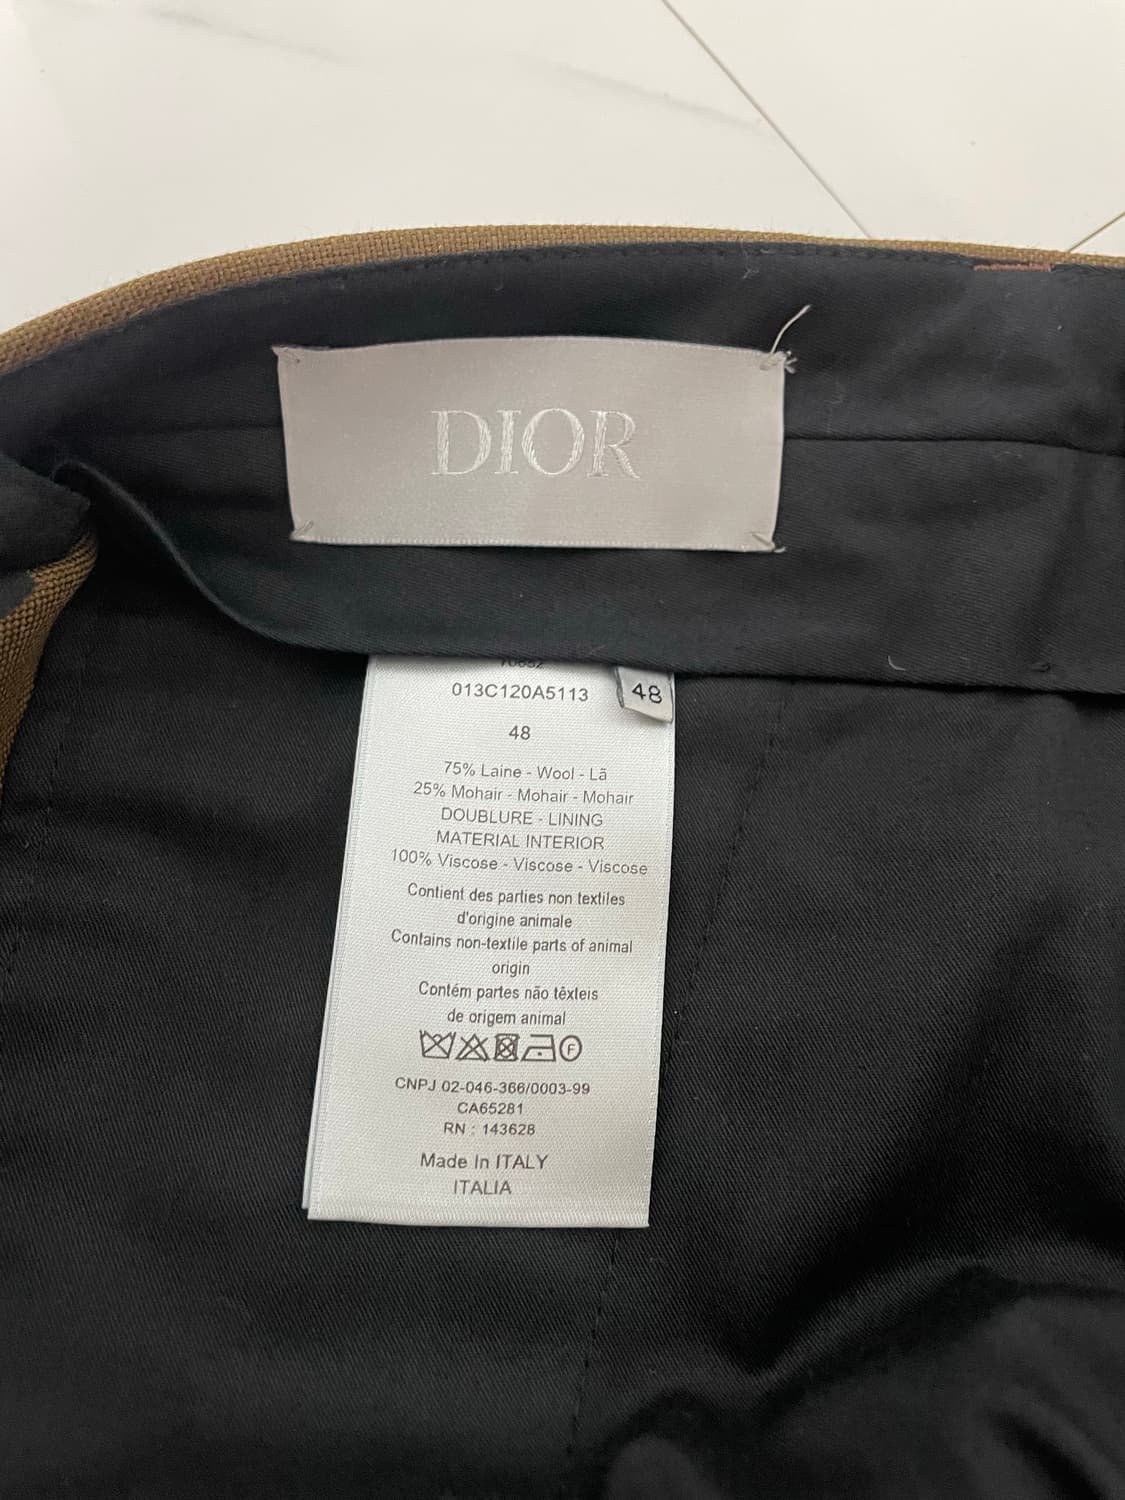 DIOR
013C120A5113
48
48
75% Laine - Wool - Lã
25% Mohair - Mohair - Mohair
DOUBLURE - LINING
MATERIAL INTERIOR
100% Viscose - Viscose - Viscose
Contient des parties non textiles
d'origine animale
Contains non-textile parts of animal
origin
Contém partes não têxteis
de origem animal
F
CNPJ 02-046-366/0003-99
CA65281
RN : 143628
Made In ITALY
ITALIA